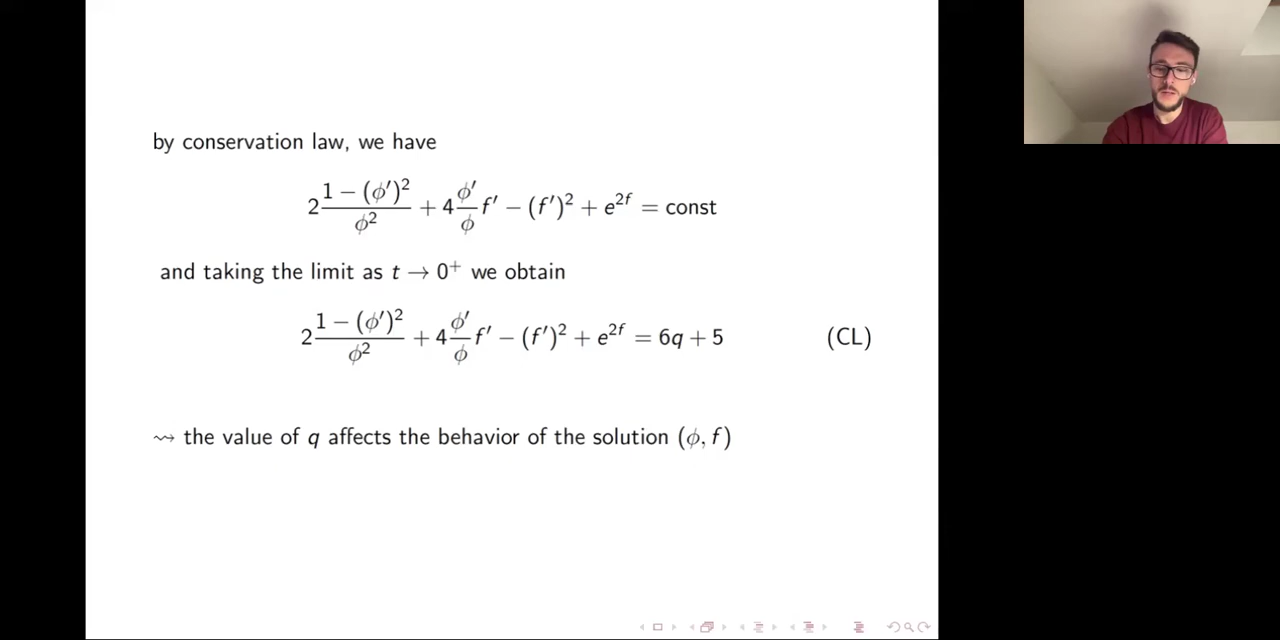 by conservation law, we have
2 (1 − (ϕ′)²)/ϕ² + 4 (ϕ′/ϕ) f′ − (f′)² + e^{2f} = const
and taking the limit as t → 0⁺ we obtain
2 (1 − (ϕ′)²)/ϕ² + 4 (ϕ′/ϕ) f′ − (f′)² + e^{2f} = 6q + 5 (CL)
⇝ the value of q affects the behavior of the solution (ϕ, f)